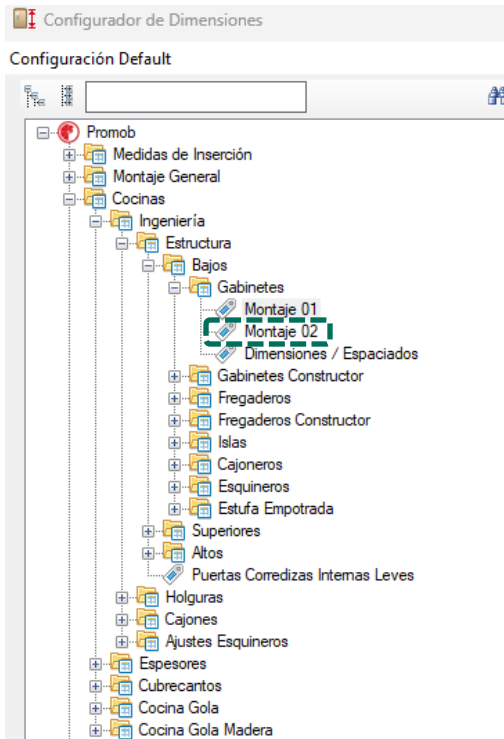 Configurador de Dimensiones
Configuración Default
Promob
Medidas de Inserción
Montaje General
Cocinas
Ingeniería
Estructura
Bajos
Gabinetes
Montaje 01
Montaje 02
Dimensiones / Espaciados
Gabinetes Constructor
Fregaderos
Fregaderos Constructor
Islas
Cajoneros
Esquineros
Estufa Empotrada
Superiores
Altos
Puertas Corredizas Internas Leves
Holguras
Cajones
Ajustes Esquineros
Espesores
Cubrecantos
Cocina Gola
Cocina Gola Madera